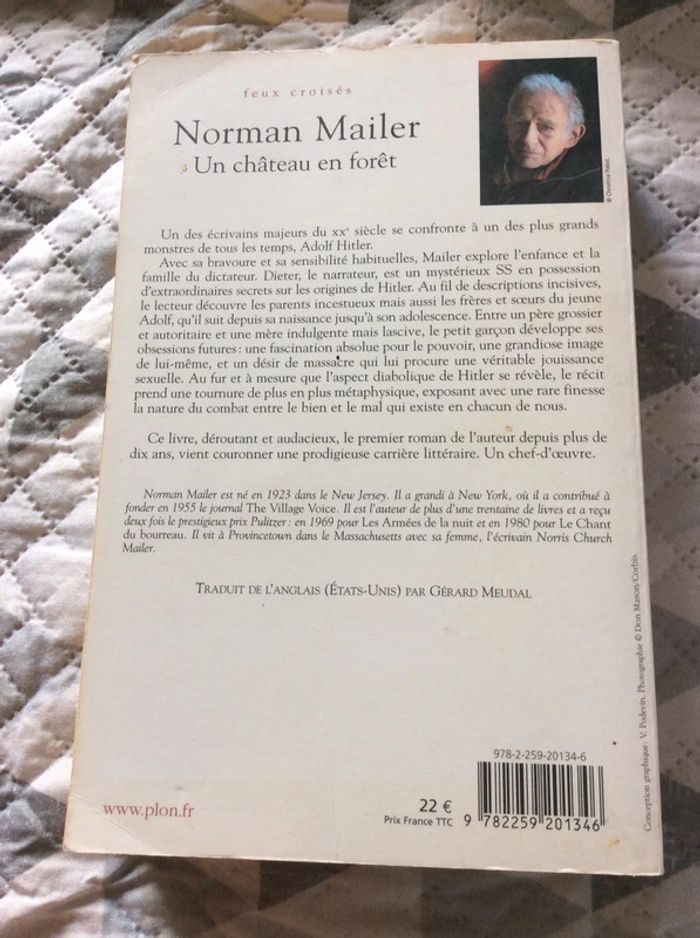 feux croisés
Norman Mailer
Un château en forêt
Un des écrivains majeurs du XXe siècle se confronte à un des plus grands
monstres de tous les temps, Adolf Hitler.
Avec sa bravoure et sa sensibilité habituelles, Mailer explore l'enfance et la
famille du dictateur. Dieter, le narrateur, est un mystérieux SS en possession
d'extraordinaires secrets sur les origines de Hitler. Au fil de descriptions incisives,
le lecteur découvre les parents incestueux mais aussi les frères et sœurs du jeune
Adolf, qu'il suit depuis sa naissance jusqu'à son adolescence. Entre un père grossier
et autoritaire et une mère indulgente mais lascive, le petit garçon développe ses
obsessions futures : une fascination absolue pour le pouvoir, une grandiose image
de lui-même, et un désir de massacre qui lui procure une véritable jouissance
sexuelle. Au fur et à mesure que l'aspect diabolique de Hitler se révèle, le récit
prend une tournure de plus en plus métaphysique, exposant avec une rare finesse
la nature du combat entre le bien et le mal qui existe en chacun de nous.
Ce livre, déroutant et audacieux, le premier roman de l'auteur depuis plus de
dix ans, vient couronner une prodigieuse carrière littéraire. Un chef-d'œuvre.
Norman Mailer est né en 1923 dans le New Jersey. Il a grandi à New York, où il a contribué à
fonder en 1955 le journal The Village Voice. Il est l'auteur de plus d'une trentaine de livres et a reçu
deux fois le prestigieux prix Pulitzer : en 1969 pour Les Armées de la nuit et en 1980 pour Le Chant
du bourreau. Il vit à Provincetown dans le Massachusetts avec sa femme, l'écrivain Norris Church
Mailer.
TRADUIT DE L'ANGLAIS (ÉTATS-UNIS) PAR GÉRARD MEUDAL
www.plon.fr
22 €
Prix France TTC
978-2-259-20134-6
9 782259 201346
Conception graphique : V. Podevin. Photographie © Don Mason/Corbis.